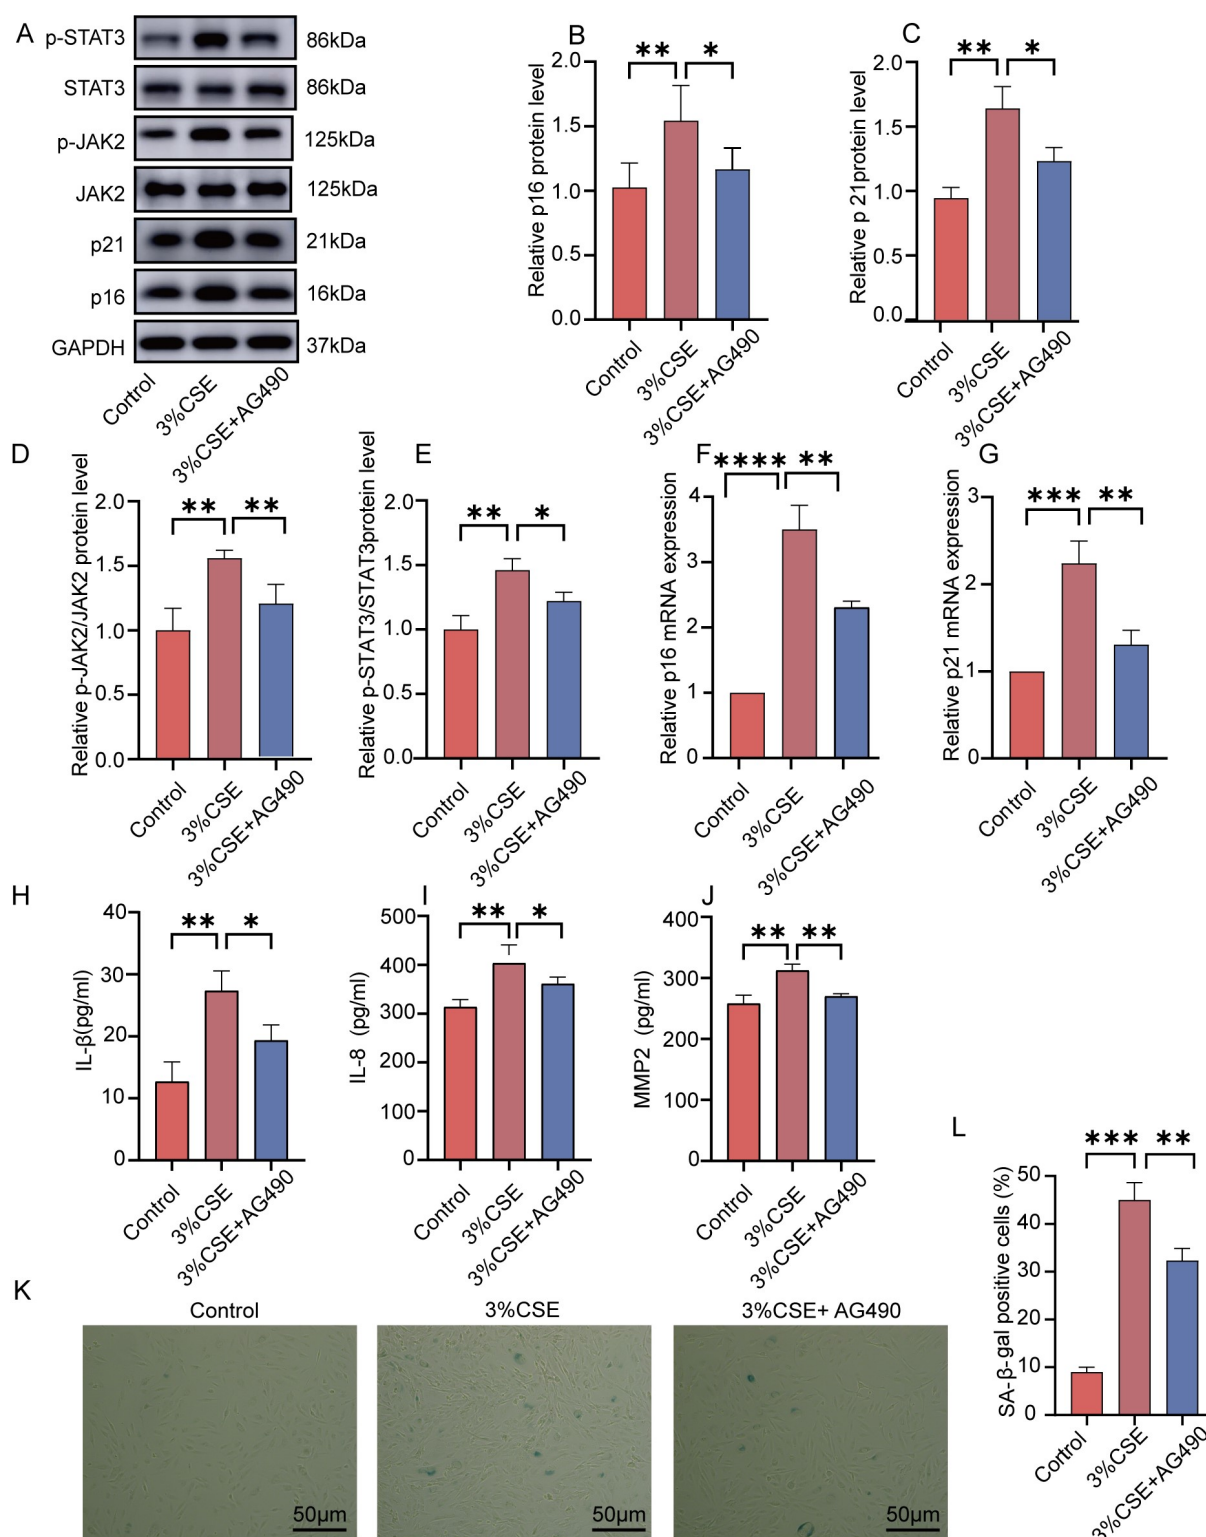 A
p-STAT3 86kDa
STAT3 86kDa
p-JAK2 125kDa
JAK2 125kDa
p21 21kDa
p16 16kDa
GAPDH 37kDa
Control
3%CSE
3%CSE+AG490
B
** *
Relative p16 protein level
2.0
1.5
1.0
0.5
0.0
Control
3%CSE
3%CSE+AG490
C
** *
Relative p 21protein level
2.0
1.5
1.0
0.5
0.0
Control
3%CSE
3%CSE+AG490
D
** **
Relative p-JAK2/JAK2 protein level
2.0
1.5
1.0
0.5
0.0
Control
3%CSE
3%CSE+AG490
E
** *
Relative p-STAT3/STAT3protein level
2.0
1.5
1.0
0.5
0.0
Control
3%CSE
3%CSE+AG490
F
**** **
Relative p16 mRNA expression
4
3
2
1
0
Control
3%CSE
3%CSE+AG490
G
*** **
Relative p21 mRNA expression
3
2
1
0
Control
3%CSE
3%CSE+AG490
H
** *
IL-β(pg/ml)
40
30
20
10
0
Control
3%CSE
3%CSE+AG490
I
** *
IL-8 (pg/ml)
500
400
300
200
100
0
Control
3%CSE
3%CSE+AG490
J
** **
MMP2 (pg/ml)
400
300
200
100
0
Control
3%CSE
3%CSE+AG490
K
Control 3%CSE 3%CSE+ AG490
50μm 50μm 50μm
L
*** **
SA-β-gal positive cells (%)
50
40
30
20
10
0
Control
3%CSE
3%CSE+AG490